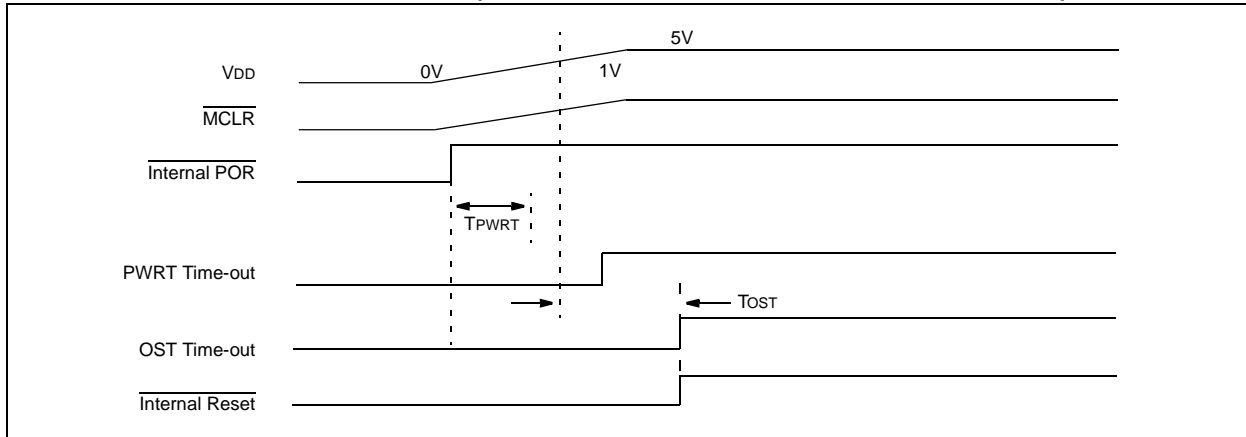 5V
VDD
0V
1V
MCLR
Internal POR
TPWRT
PWRT Time-out
TOST
OST Time-out
Internal Reset